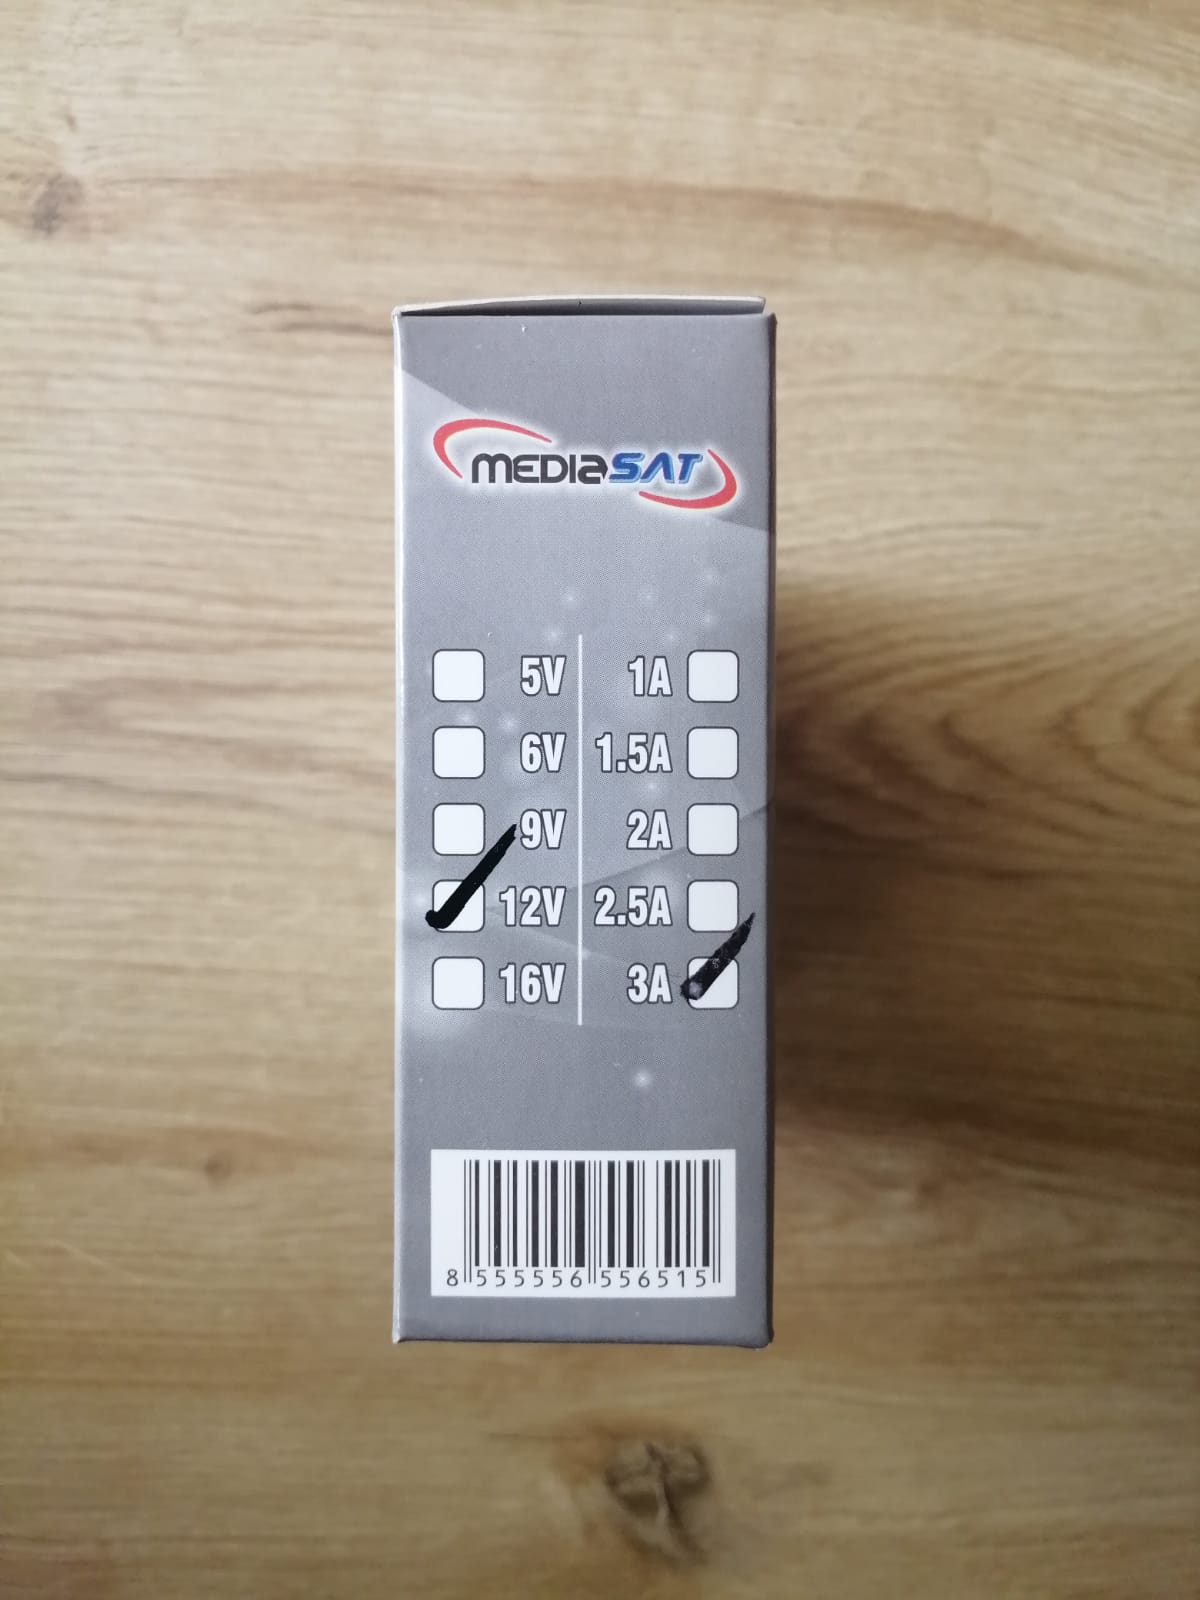 MEDIASAT
5V 1A
6V 1.5A
9V 2A
12V 2.5A
16V 3A
8 555556 556515